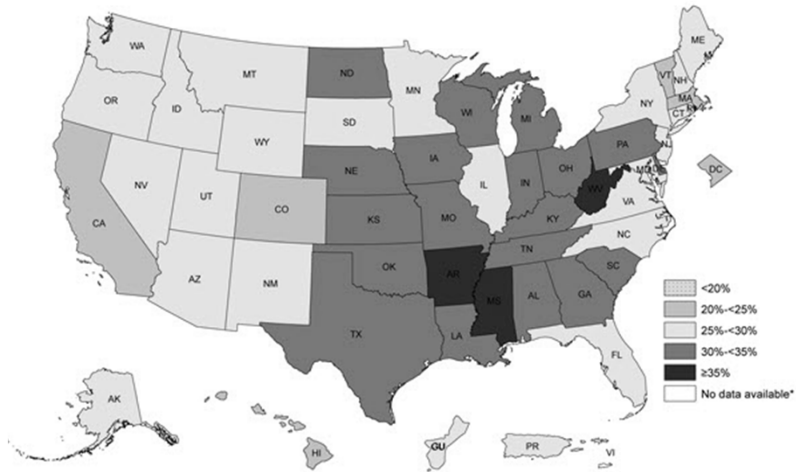 WA
ME
MT
ND
VT
NH
OR
MN
ID
WI
NY
MA
SD
MI
CT
WY
IA
PA
NJ
NE
OH
MD
DE
DC
NV
IL
IN
WV
UT
CO
VA
CA
KS
MO
KY
NC
TN
OK
AZ
NM
AR
SC
MS
AL
GA
TX
LA
FL
<20%
20%-<25%
25%-<30%
30%-<35%
≥35%
No data available*
AK
HI
GU
PR
VI